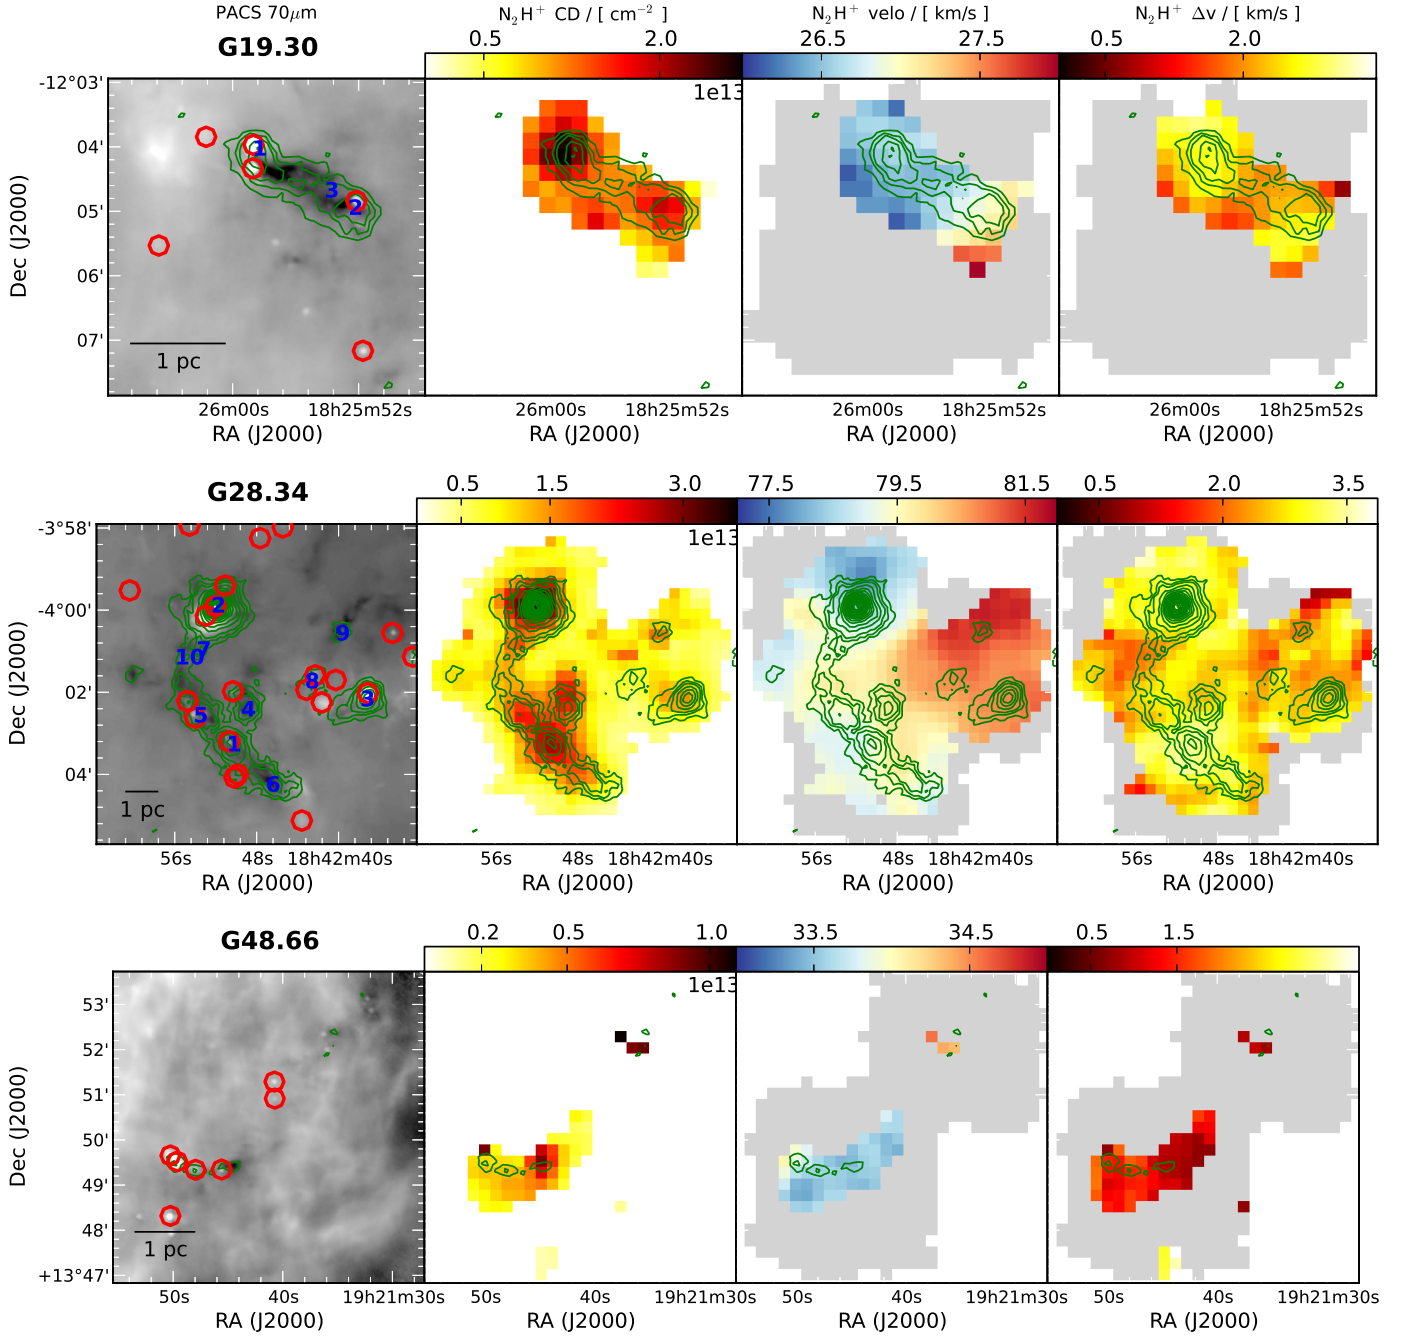 PACS 70μm
N₂H⁺ CD / [ cm⁻² ]
N₂H⁺ velo / [ km/s ]
N₂H⁺ Δv / [ km/s ]
G19.30
0.5 2.0
26.5 27.5
0.5 2.0
1e13
-12°03'
04'
05'
06'
07'
Dec (J2000)
1
3
2
1 pc
26m00s 18h25m52s
26m00s 18h25m52s
26m00s 18h25m52s
26m00s 18h25m52s
RA (J2000)
RA (J2000)
RA (J2000)
RA (J2000)
G28.34
0.5 1.5 3.0
77.5 79.5 81.5
0.5 2.0 3.5
1e13
-3°58'
-4°00'
02'
04'
Dec (J2000)
2
9
7
10
8
3
4
5
1
6
1 pc
56s 48s 18h42m40s
56s 48s 18h42m40s
56s 48s 18h42m40s
56s 48s 18h42m40s
RA (J2000)
RA (J2000)
RA (J2000)
RA (J2000)
G48.66
0.2 0.5 1.0
33.5 34.5
0.5 1.5
1e13
53'
52'
51'
50'
49'
48'
+13°47'
Dec (J2000)
1 pc
50s 40s 19h21m30s
50s 40s 19h21m30s
50s 40s 19h21m30s
50s 40s 19h21m30s
RA (J2000)
RA (J2000)
RA (J2000)
RA (J2000)